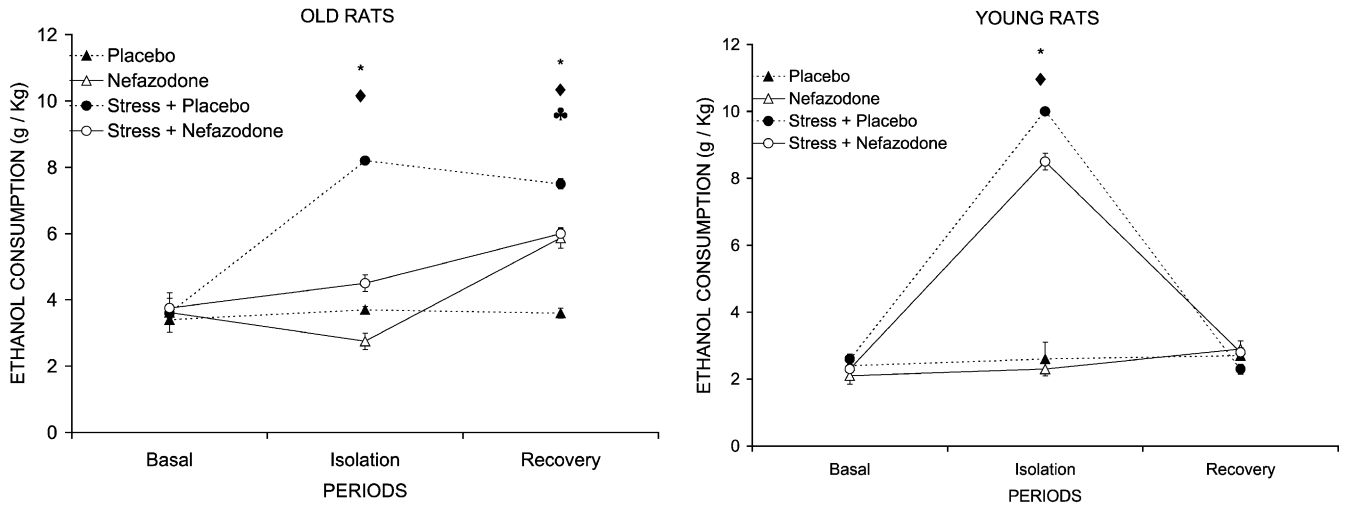 OLD RATS
ETHANOL CONSUMPTION (g / Kg)
12
10
8
6
4
2
0
Placebo
Nefazodone
Stress + Placebo
Stress + Nefazodone
*
*
Basal
Isolation
Recovery
PERIODS
YOUNG RATS
ETHANOL CONSUMPTION (g / Kg)
12
10
8
6
4
2
0
Placebo
Nefazodone
Stress + Placebo
Stress + Nefazodone
*
Basal
Isolation
Recovery
PERIODS